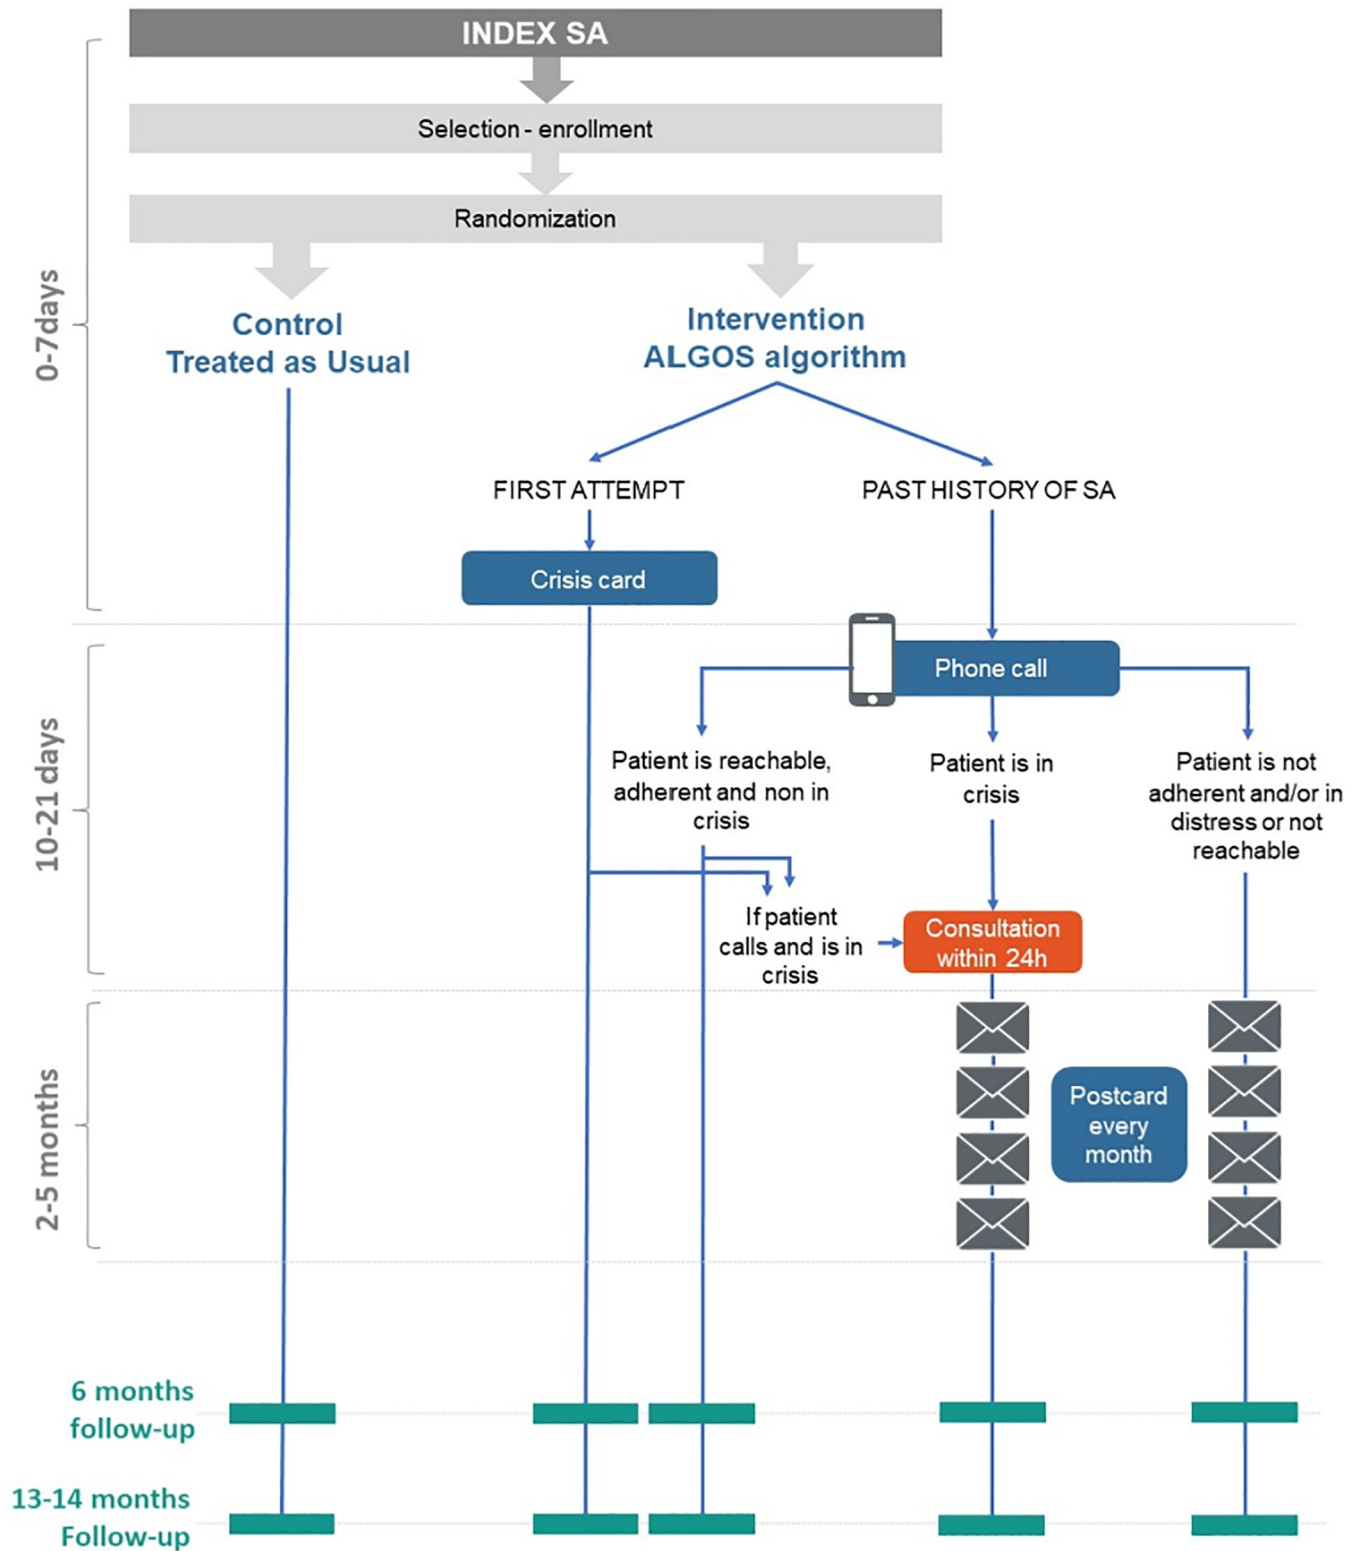 INDEX SA
Selection - enrollment
Randomization
0-7days
Control
Treated as Usual
Intervention
ALGOS algorithm
FIRST ATTEMPT
PAST HISTORY OF SA
Crisis card
10-21 days
Phone call
Patient is reachable,
adherent and non in
crisis
Patient is in
crisis
Patient is not
adherent and/or in
distress or not
reachable
If patient
calls and is in
crisis
Consultation
within 24h
2-5 months
Postcard
every
month
6 months
follow-up
13-14 months
Follow-up